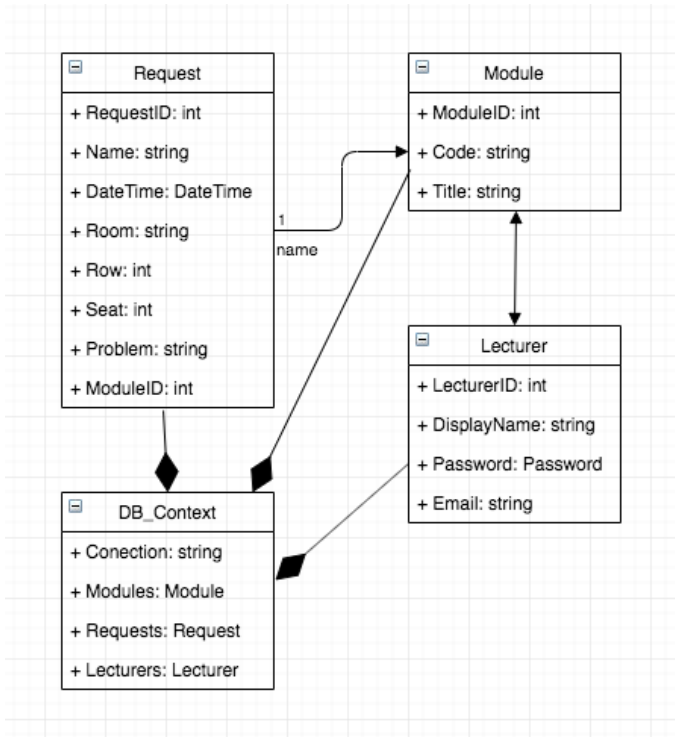 Request
+ RequestID: int
+ Name: string
+ DateTime: DateTime
+ Room: string
+ Row: int
+ Seat: int
+ Problem: string
+ ModuleID: int
1
name
Module
+ ModuleID: int
+ Code: string
+ Title: string
Lecturer
+ LecturerID: int
+ DisplayName: string
+ Password: Password
+ Email: string
DB_Context
+ Conection: string
+ Modules: Module
+ Requests: Request
+ Lecturers: Lecturer